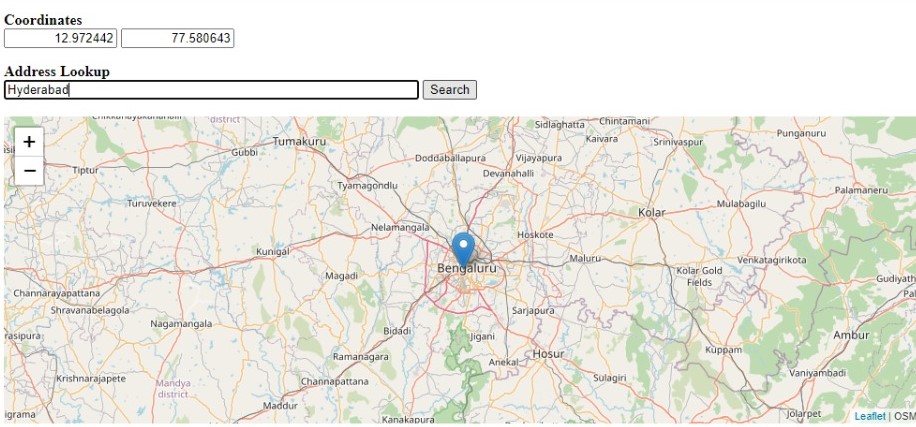 Coordinates
12.972442 77.580643
Address Lookup
Hyderabad Search
district
Sidlaghatta
Chintamani
+
Tumakuru
Gubbi
Kaivara
Srinivaspur
Punganuru
Doddaballapura
Vijayapura
Tiptur
−
Devanahalli
Tyamagondlu
Palamaneru
Turuvekere
Mulabagilu
Kolar
Nelamangala
Hoskote
Kunigal
Maluru
Venkatagirikota
Bengaluru
Magadi
Kolar Gold
Fields
Gudiyath
Channarayapattana
Shravanabelagola
Sarjapura
Nagamangala
Bidadi
Jigani
Ambur
Ramanagara
Anekal
Hosur
Kuppam
Krishnarajapete
Mandya
district
Channapattana
Sulagiri
Vaniyambadi
Maddur
Jolarpet
Kanakapura
Leaflet | OSM